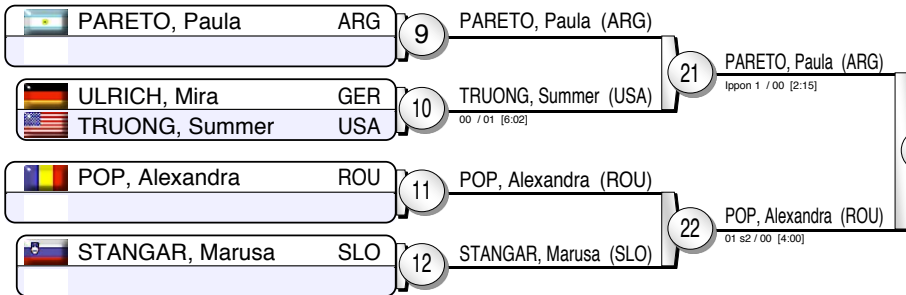 PARETO, Paula ARG
9
PARETO, Paula (ARG)
21
PARETO, Paula (ARG)
Ippon 1 / 00 [2:15]
ULRICH, Mira GER
TRUONG, Summer USA
10
TRUONG, Summer (USA)
00 / 01 [6:02]
POP, Alexandra ROU
11
POP, Alexandra (ROU)
22
POP, Alexandra (ROU)
01 s2 / 00 [4:00]
STANGAR, Marusa SLO
12
STANGAR, Marusa (SLO)